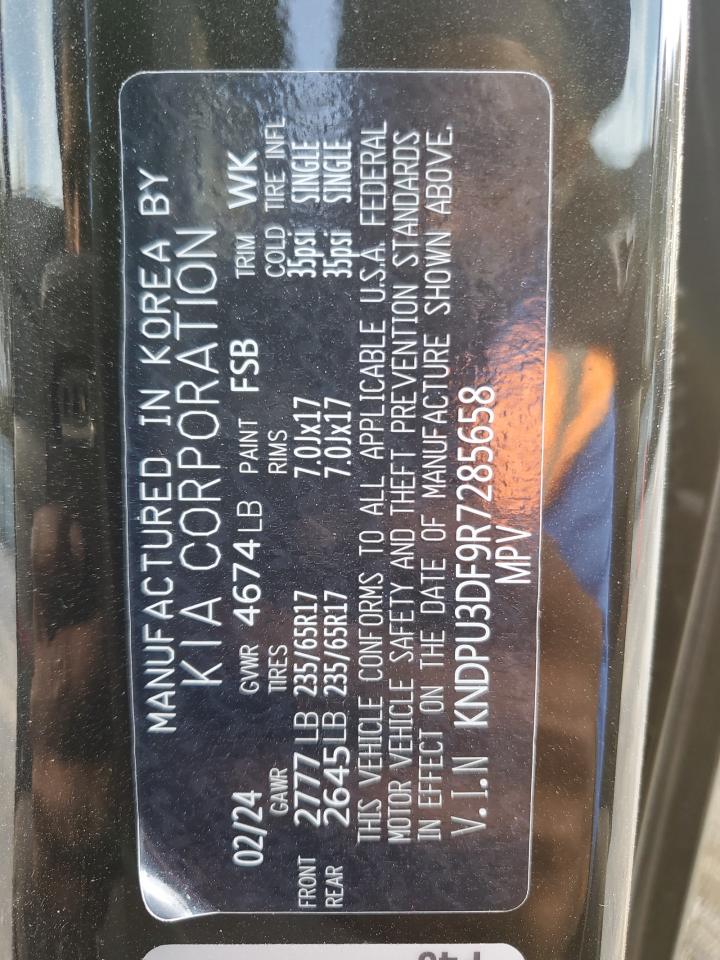 MANUFACTURED IN KOREA BY
KIA CORPORATION
02/24 GVWR 4674LB PAINT FSB TRIM WK
GAWR TIRES RIMS COLD TIRE INFL
FRONT 2777LB 235/65R17 7.0Jx17 35psi SINGLE
REAR 2645LB 235/65R17 7.0Jx17 35psi SINGLE
THIS VEHICLE CONFORMS TO ALL APPLICABLE U.S.A. FEDERAL
MOTOR VEHICLE SAFETY AND THEFT PREVENTION STANDARDS
IN EFFECT ON THE DATE OF MANUFACTURE SHOWN ABOVE.
V.I.N KNDPU3DF9R7285658
MPV